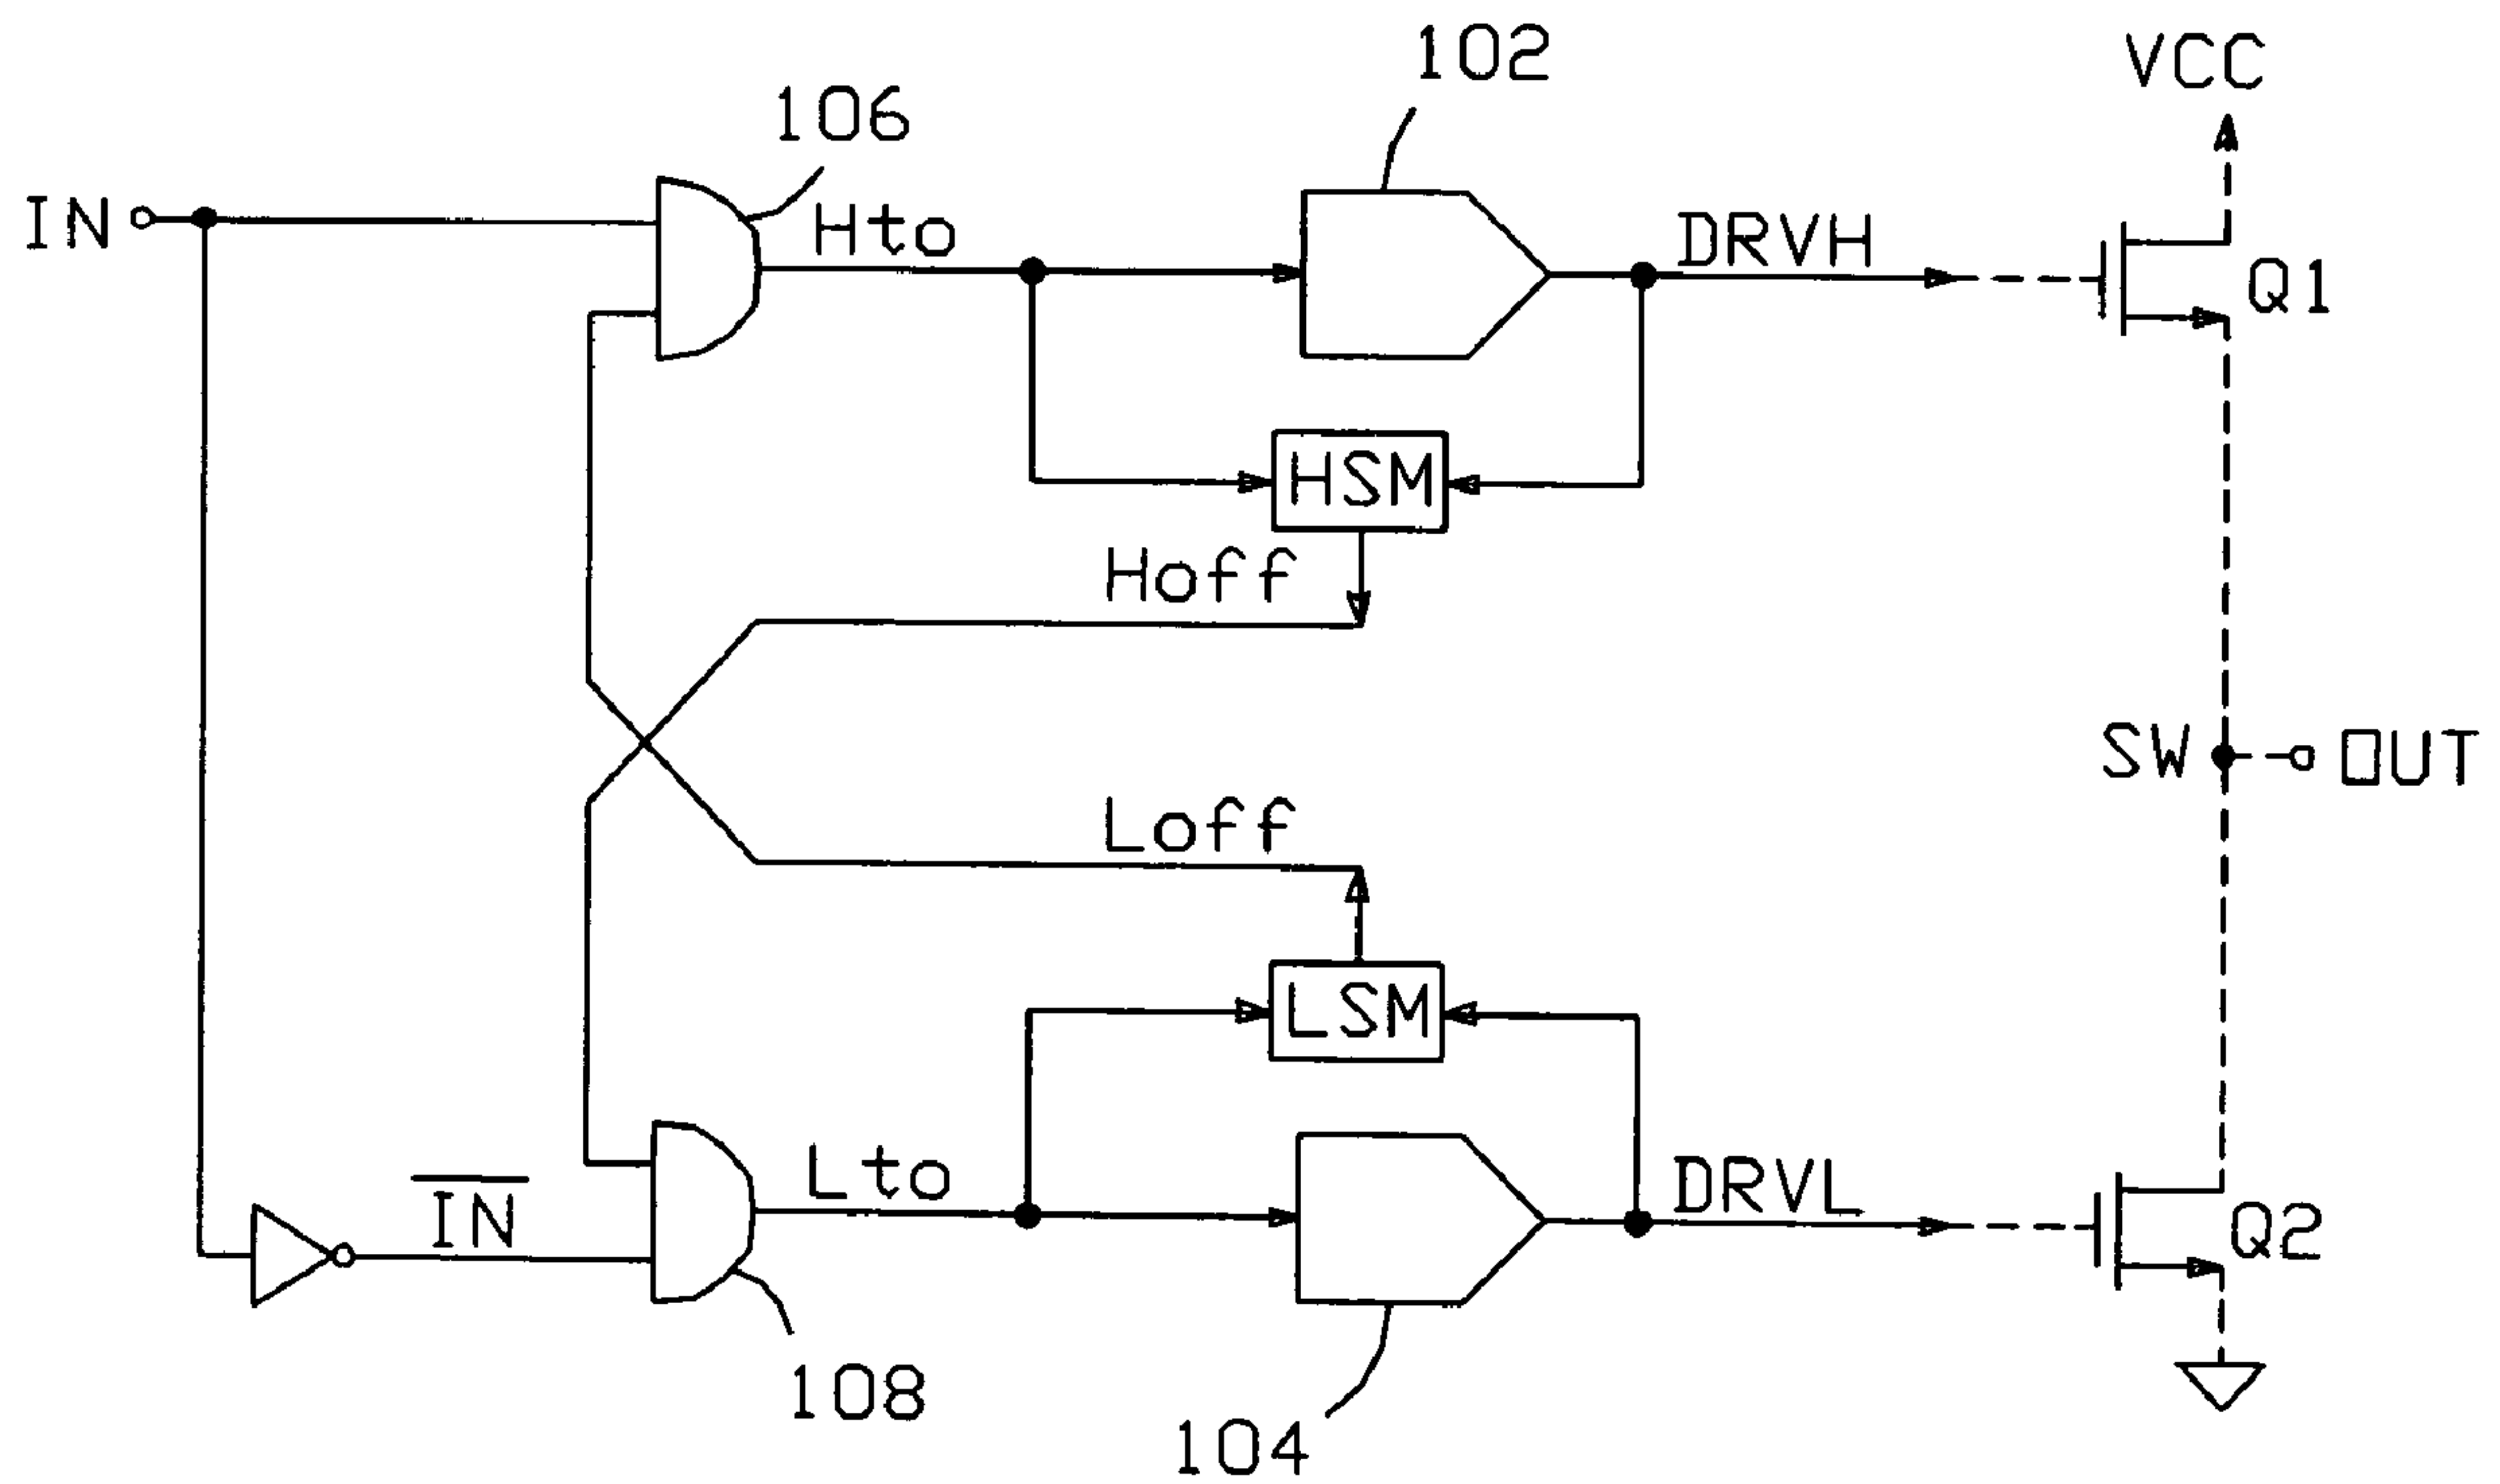 102
VCC
106
IN
Hto
DRVH
Q1
HSM
Hoff
SW
OUT
Loff
LSM
Lto
DRVL
IN
Q2
108
104